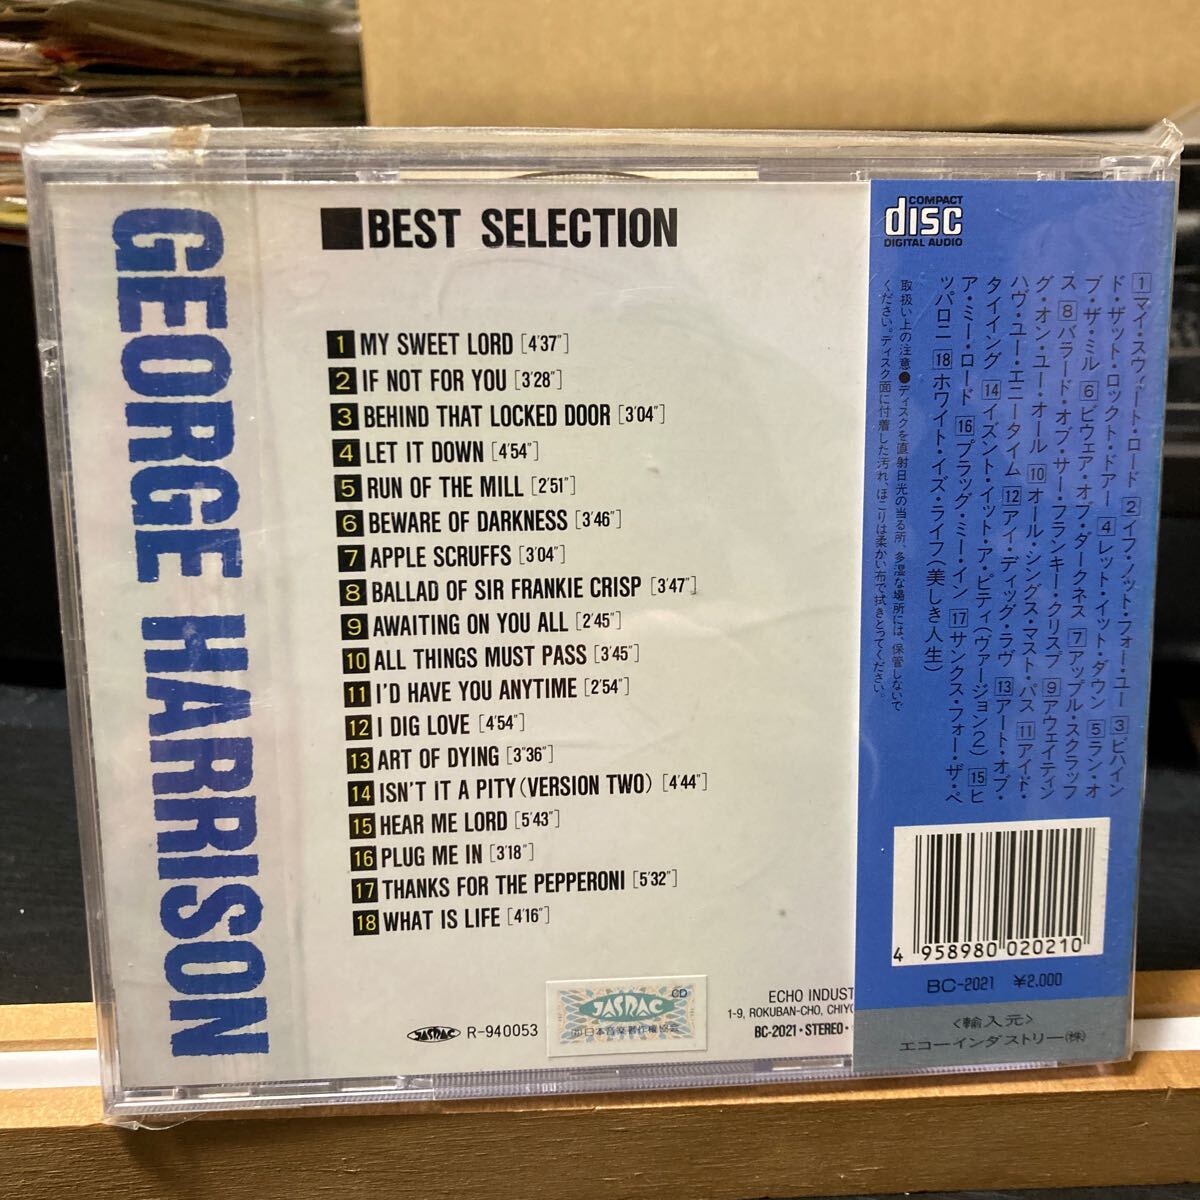 GEORGE HARRISON
■BEST SELECTION
1 MY SWEET LORD [4'37"]
2 IF NOT FOR YOU [3'28"]
3 BEHIND THAT LOCKED DOOR [3'04"]
4 LET IT DOWN [4'54"]
5 RUN OF THE MILL [2'51"]
6 BEWARE OF DARKNESS [3'46"]
7 APPLE SCRUFFS [3'04"]
8 BALLAD OF SIR FRANKIE CRISP [3'47"]
9 AWAITING ON YOU ALL [2'45"]
10 ALL THINGS MUST PASS [3'45"]
11 I'D HAVE YOU ANYTIME [2'54"]
12 I DIG LOVE [4'54"]
13 ART OF DYING [3"36"]
14 ISN'T IT A PITY (VERSION TWO) [4'44"]
15 HEAR ME LORD [5'43"]
16 PLUG ME IN [3'18"]
17 THANKS FOR THE PEPPERONI [5'32"]
18 WHAT IS LIFE [4'16"]
JASRAC R-940053
CD
JASRAC
日本音楽著作権協会
ECHO INDUST
1-9, ROKUBAN-CHO, CHIYO
BC-2021・STEREO・
COMPACT
disc
DIGITAL AUDIO
1マイ・スウィート・ロード 2イフ・ノット・フォー・ユー 3ビハイン
ド・ザット・ロックト・ドアー 4レット・イット・ダウン 5ラン・オ
ブ・ザ・ミル 6ビウェア・オブ・ダークネス 7アップル・スクラッフ
ス 8バラード・オブ・サー・フランキー・クリスプ 9アウェイティン
グ・オン・ユー・オール 10オール・シングス・マスト・パス 11アイド・
ハヴ・ユー・エニータイム 12アイ・ディッグ・ラヴ 13アート・オブ・
タイイング 14イズント・イット・ア・ピティ(ヴァージョン2) 15ヒ
ア・ミー・ロード 16プラッグ・ミー・イン 17サンクス・フォー・ザ・ペ
ッパロニ 18ホワイト・イズ・ライフ(美しき人生)
取扱い上の注意●ディスクを直射日光の当る所、多湿な場所には、保管しないで
ください。ディスク面に付着した汚れ、ほこりは柔かい布で拭きとってください。
4 958980 020210
BC-2021 ¥2.000
<輸入元>
エコーインダストリー(株)